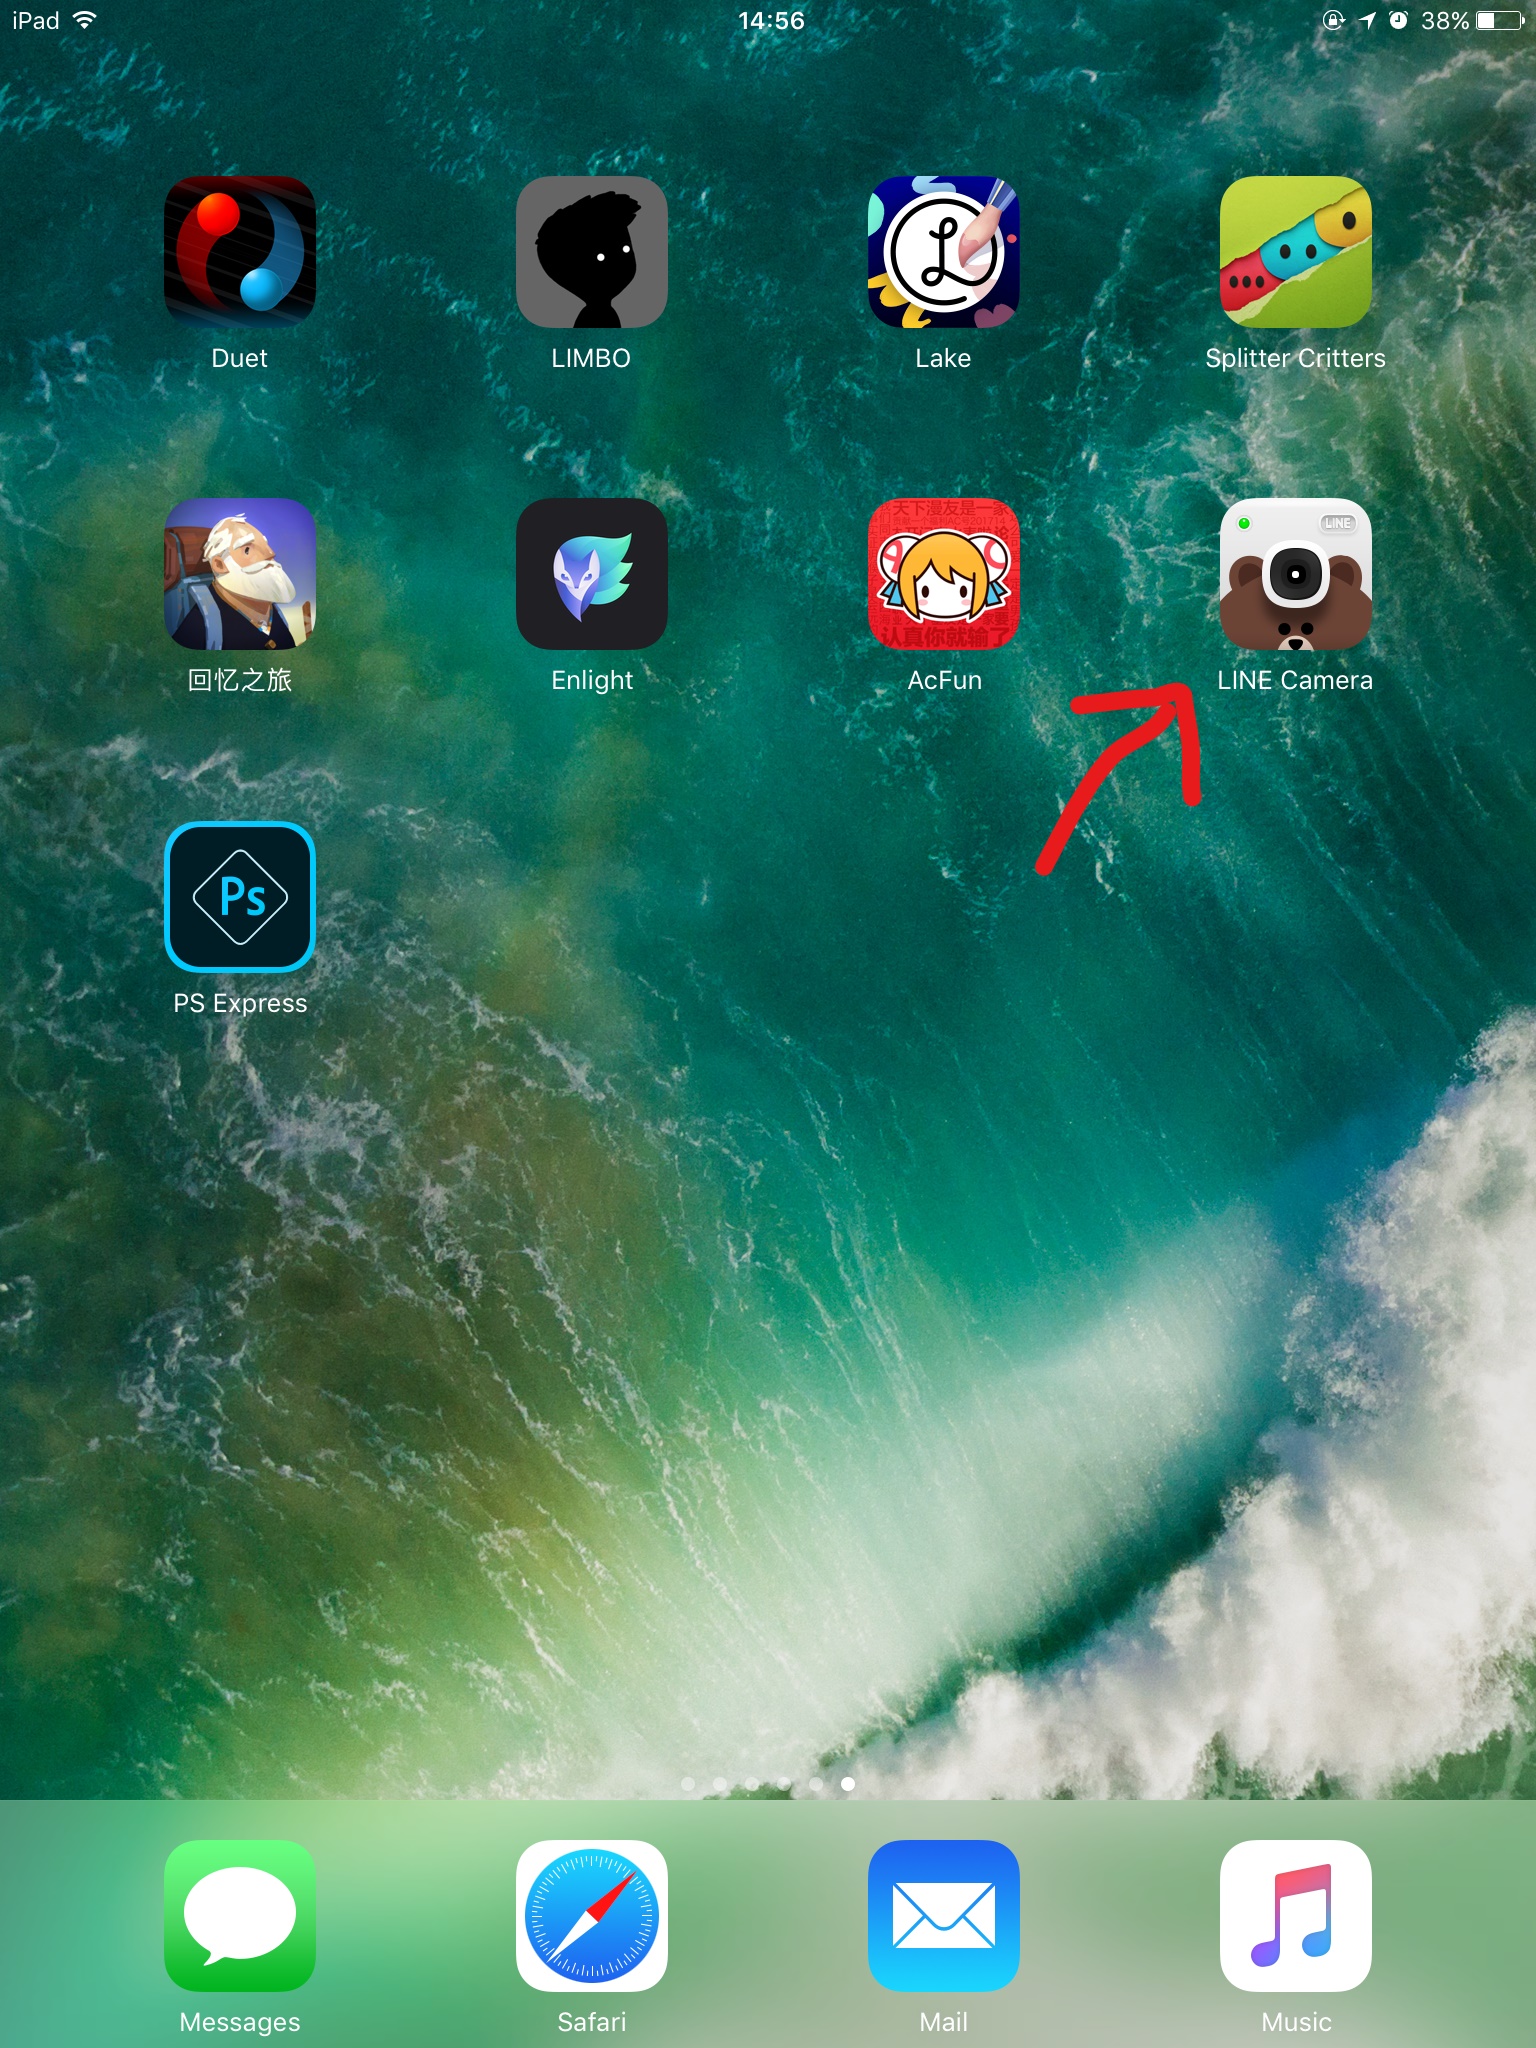 iPad 14:56 38%
Duet LIMBO Lake Splitter Critters
天下漫友是一家
LINE
认真你就输了
回忆之旅 Enlight AcFun LINE Camera
Ps
PS Express
Messages Safari Mail Music